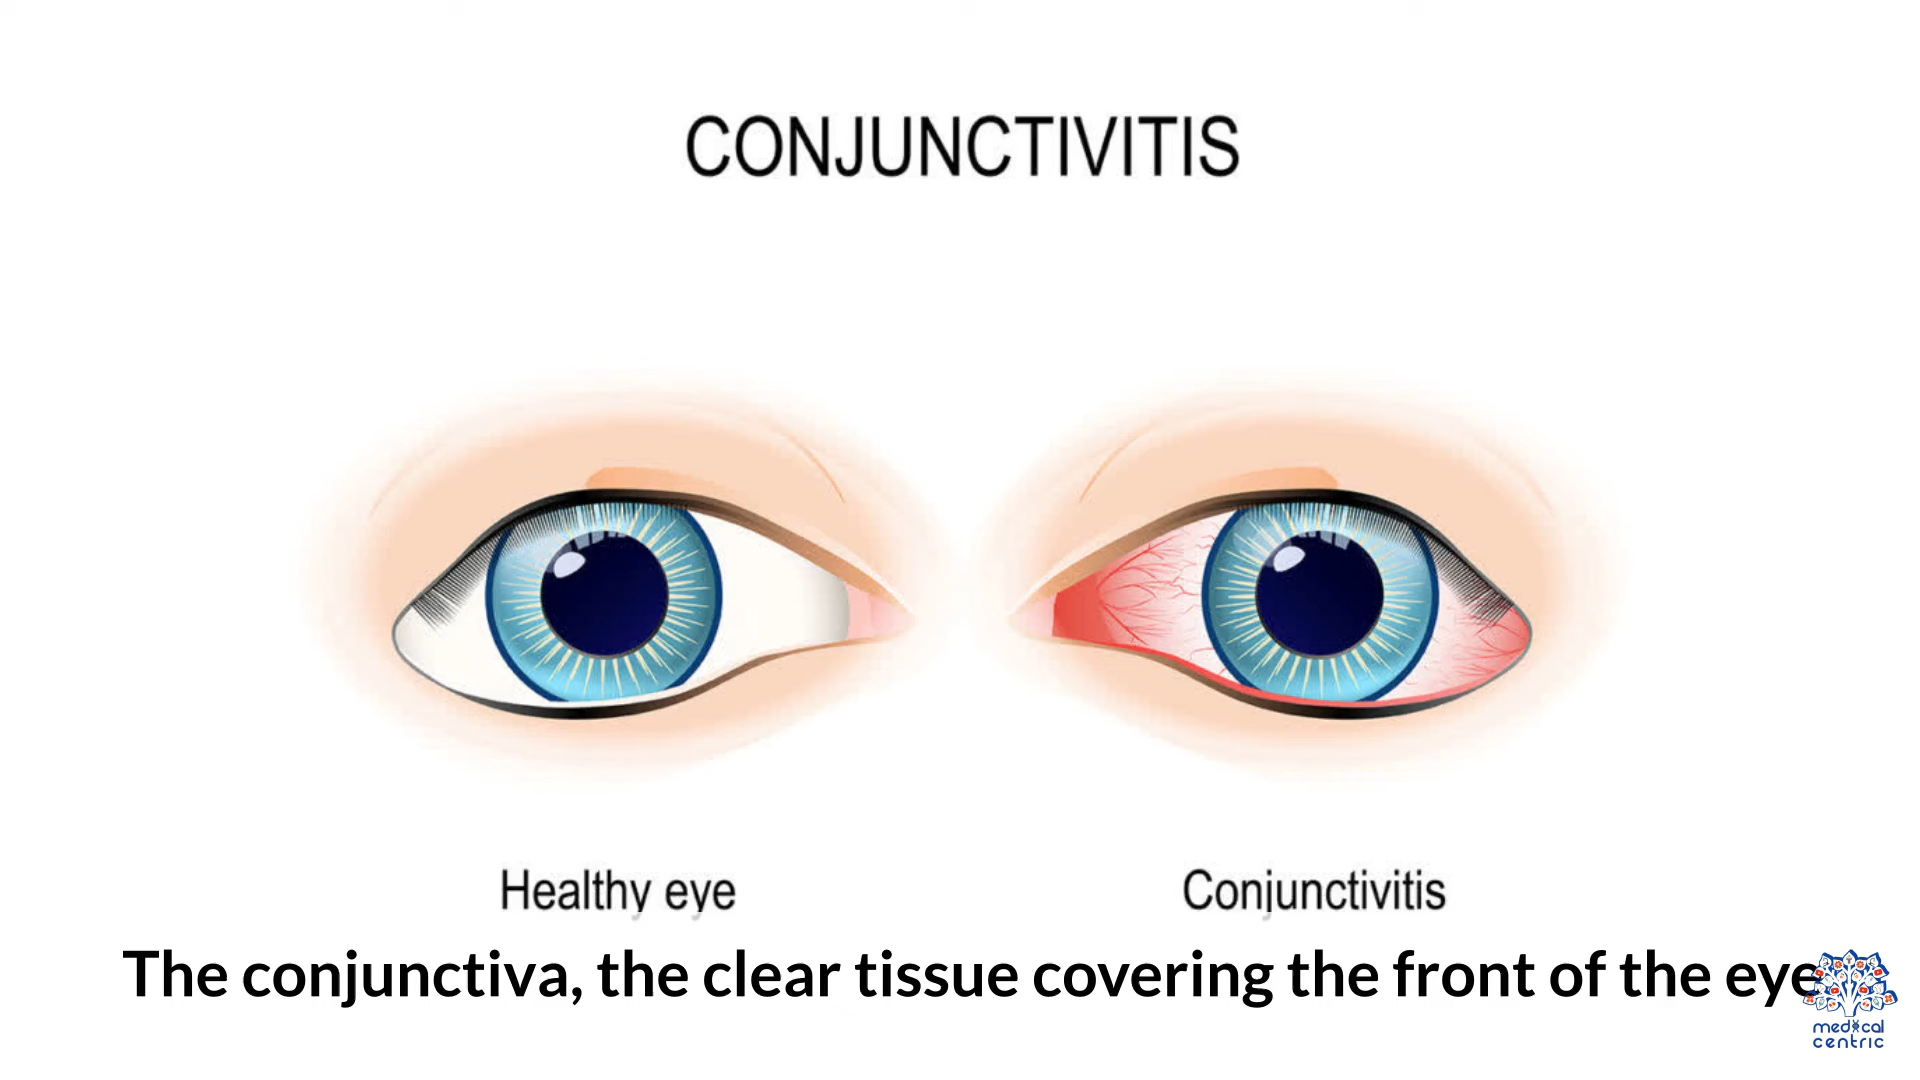 CONJUNCTIVITIS
Healthy eye
Conjunctivitis
The conjunctiva, the clear tissue covering the front of the eye
medical
centric